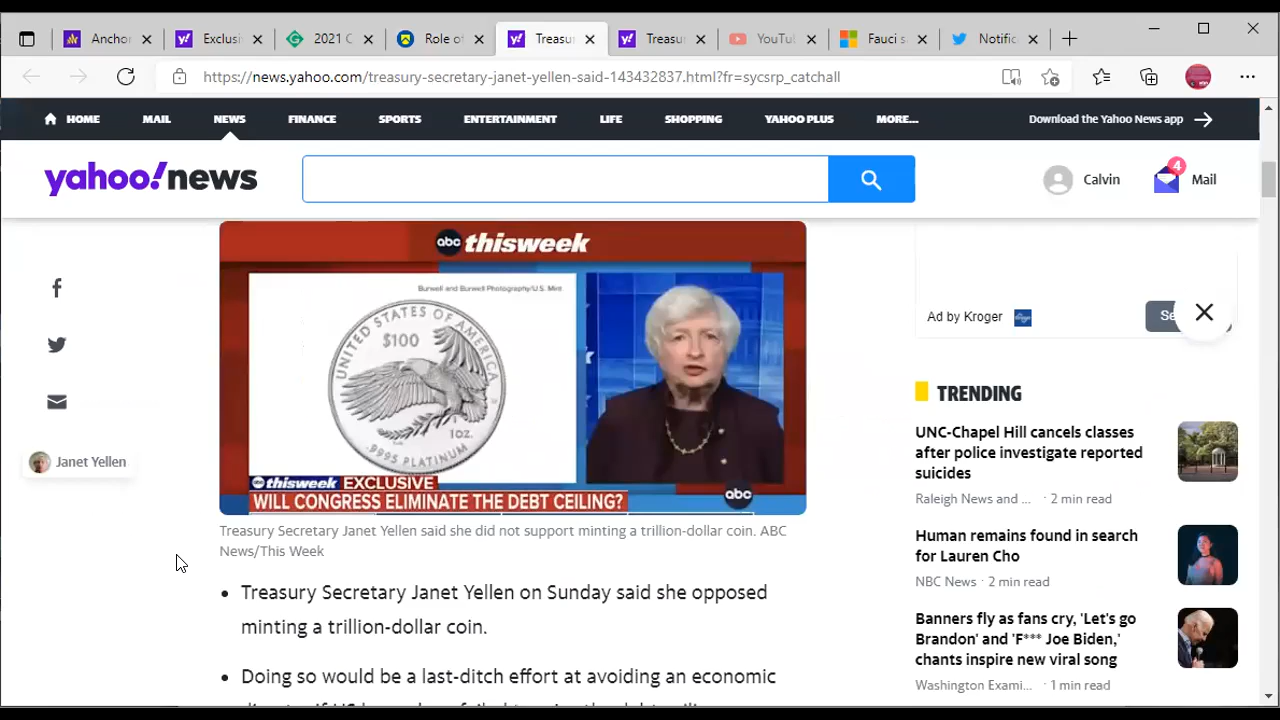 Anchor
Exclusiv
2021 C
Role of
Treasu
Treasu
YouTu
Fauci s
Notific
https://news.yahoo.com/treasury-secretary-janet-yellen-said-143432837.html?fr=sycsrp_catchall
HOME MAIL NEWS FINANCE SPORTS ENTERTAINMENT LIFE SHOPPING YAHOO PLUS MORE... Download the Yahoo News app
yahoo!news
Calvin
4
Mail
abc thisweek
Burwell and Burwell Photography/U.S. Mint
UNITED STATES OF AMERICA
$100
1 OZ.
.9995 PLATINUM
abc thisweek EXCLUSIVE
WILL CONGRESS ELIMINATE THE DEBT CEILING?
abc
Janet Yellen
Treasury Secretary Janet Yellen said she did not support minting a trillion-dollar coin. ABC
News/This Week
• Treasury Secretary Janet Yellen on Sunday said she opposed
minting a trillion-dollar coin.
• Doing so would be a last-ditch effort at avoiding an economic
Ad by Kroger
Se
TRENDING
UNC-Chapel Hill cancels classes
after police investigate reported
suicides
Raleigh News and ... · 2 min read
Human remains found in search
for Lauren Cho
NBC News · 2 min read
Banners fly as fans cry, 'Let's go
Brandon' and 'F*** Joe Biden,'
chants inspire new viral song
Washington Exami... · 1 min read